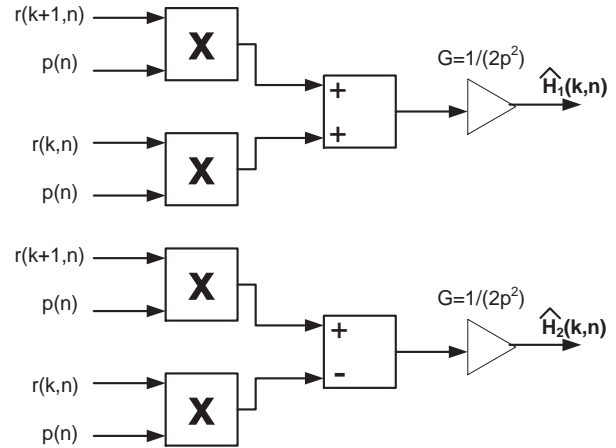 r(k+1,n)
p(n)
X
G=1/(2p²)
Ĥ₁(k,n)
+
+
r(k,n)
p(n)
X
r(k+1,n)
p(n)
X
G=1/(2p²)
Ĥ₂(k,n)
+
-
r(k,n)
p(n)
X